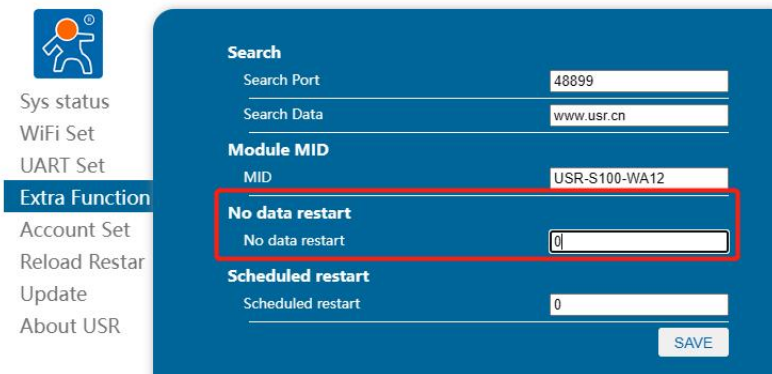 ®
Sys status
WiFi Set
UART Set
Extra Function
Account Set
Reload Restar
Update
About USR
Search
Search Port 48899
Search Data www.usr.cn
Module MID
MID USR-S100-WA12
No data restart
No data restart 0
Scheduled restart
Scheduled restart 0
SAVE